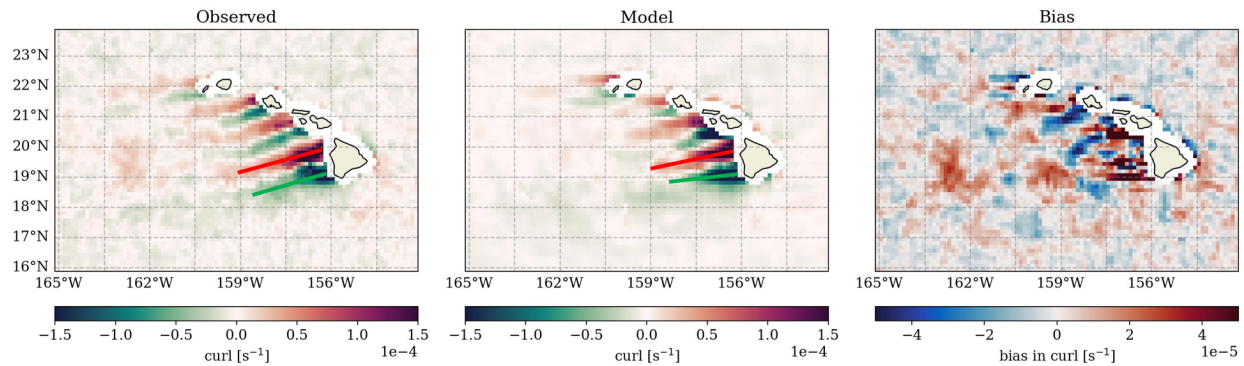 Observed
Model
Bias
23°N
22°N
21°N
20°N
19°N
18°N
17°N
16°N
165°W 162°W 159°W 156°W
165°W 162°W 159°W 156°W
165°W 162°W 159°W 156°W
−1.5 −1.0 −0.5 0.0 0.5 1.0 1.5
curl [s⁻¹] 1e−4
−1.5 −1.0 −0.5 0.0 0.5 1.0 1.5
curl [s⁻¹] 1e−4
−4 −2 0 2 4
bias in curl [s⁻¹] 1e−5